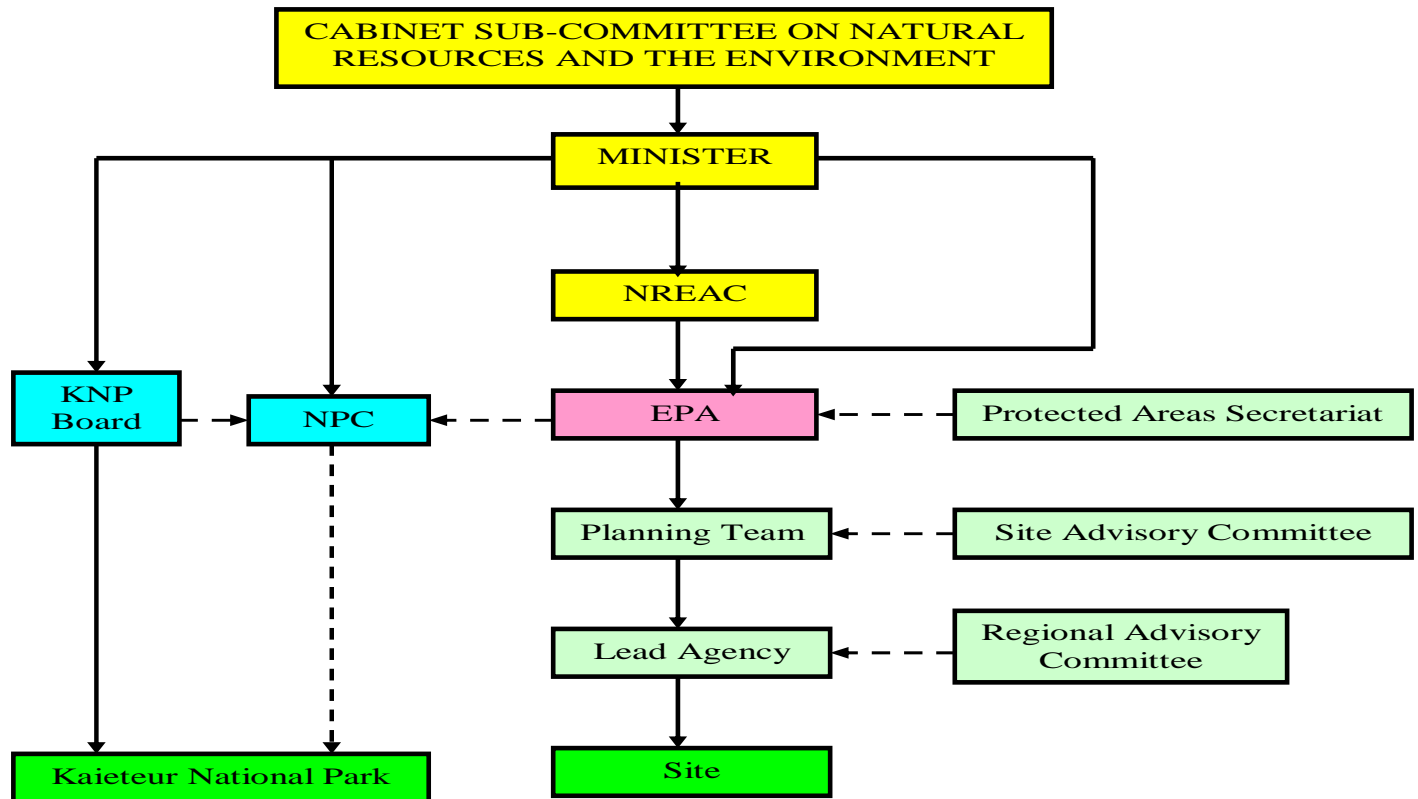 CABINET SUB-COMMITTEE ON NATURAL
RESOURCES AND THE ENVIRONMENT
MINISTER
NREAC
KNP
Board
NPC
EPA
Protected Areas Secretariat
Planning Team
Site Advisory Committee
Lead Agency
Regional Advisory
Committee
Kaieteur National Park
Site